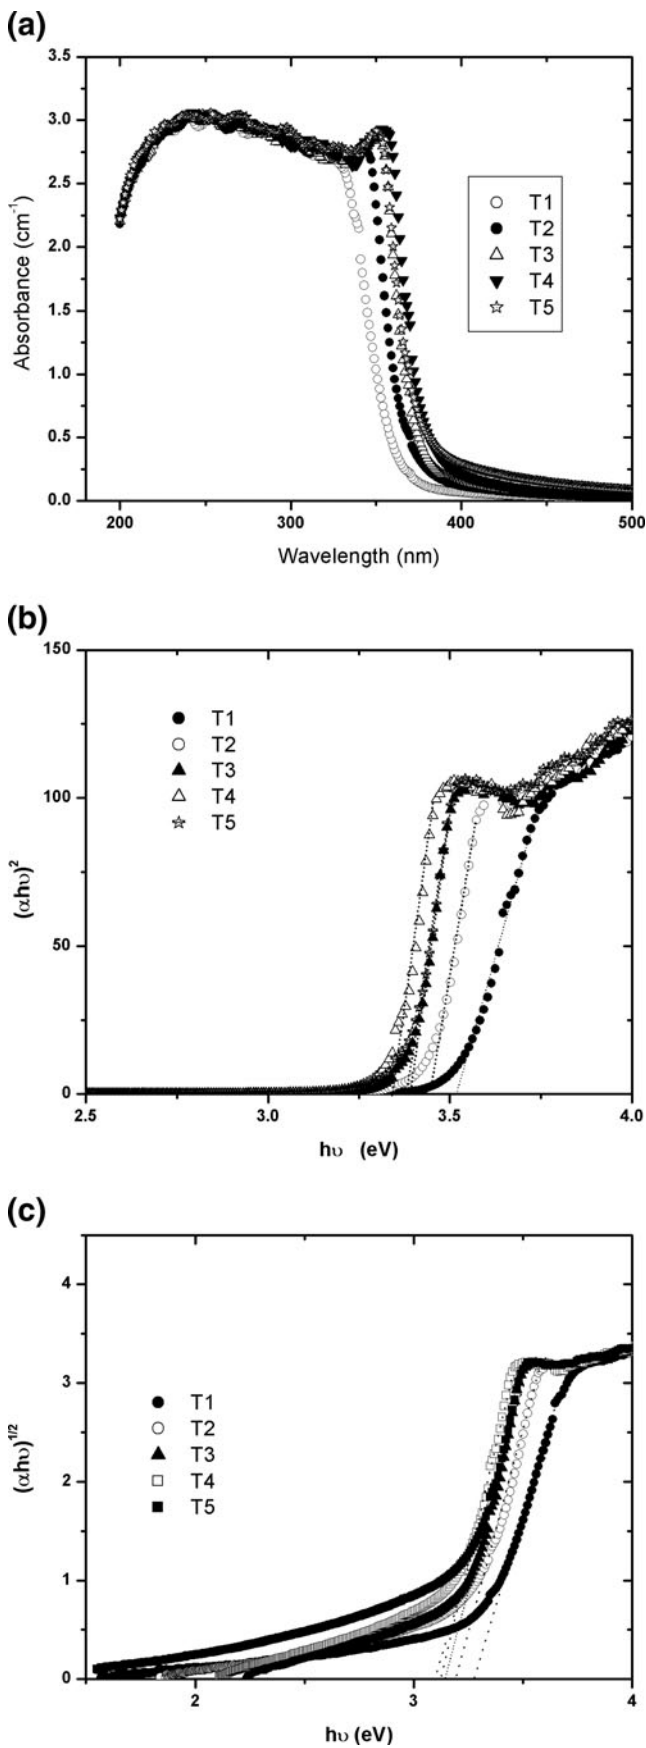 (a)
3.5
3.0
2.5
2.0
1.5
1.0
0.5
0.0
Absorbance (cm⁻¹)
T1
T2
T3
T4
T5
200 300 400 500
Wavelength (nm)
(b)
150
100
50
0
(αhυ)²
T1
T2
T3
T4
T5
2.5 3.0 3.5 4.0
hυ (eV)
(c)
4
3
2
1
0
(αhυ)^1/2
T1
T2
T3
T4
T5
2 3 4
hυ (eV)